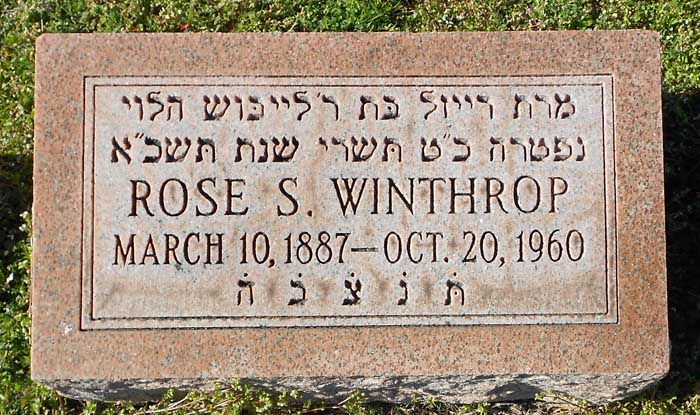 מרת רייזל בת ר׳לייבוש הלוי
נפטרה כ״ט תשרי שנת תשכ״א
ROSE S. WINTHROP
MARCH 10, 1887—OCT. 20, 1960
ת נ צ ב ה